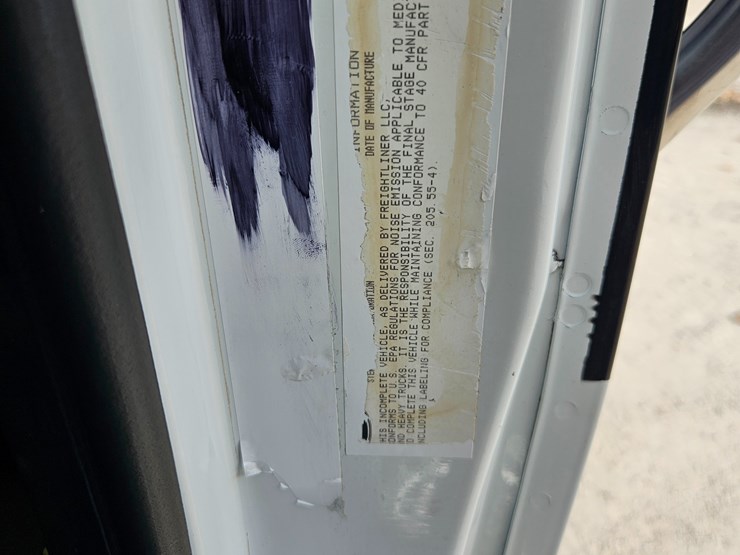 INFORMATION
DATE OF MANUFACTURE
HIS INCOMPLETE VEHICLE, AS DELIVERED BY FREIGHTLINER LLC,
ONFORMS TO U.S. EPA REGULATIONS FOR NOISE EMISSION APPLICABLE TO MED
ND HEAVY TRUCKS. IT IS THE RESPONSIBILITY OF THE FINAL STAGE MANUFAC
O COMPLETE THIS VEHICLE WHILE MAINTAINING CONFORMANCE TO 40 CFR PART
NCLUDING LABELING FOR COMPLIANCE (SEC. 205.55-4).